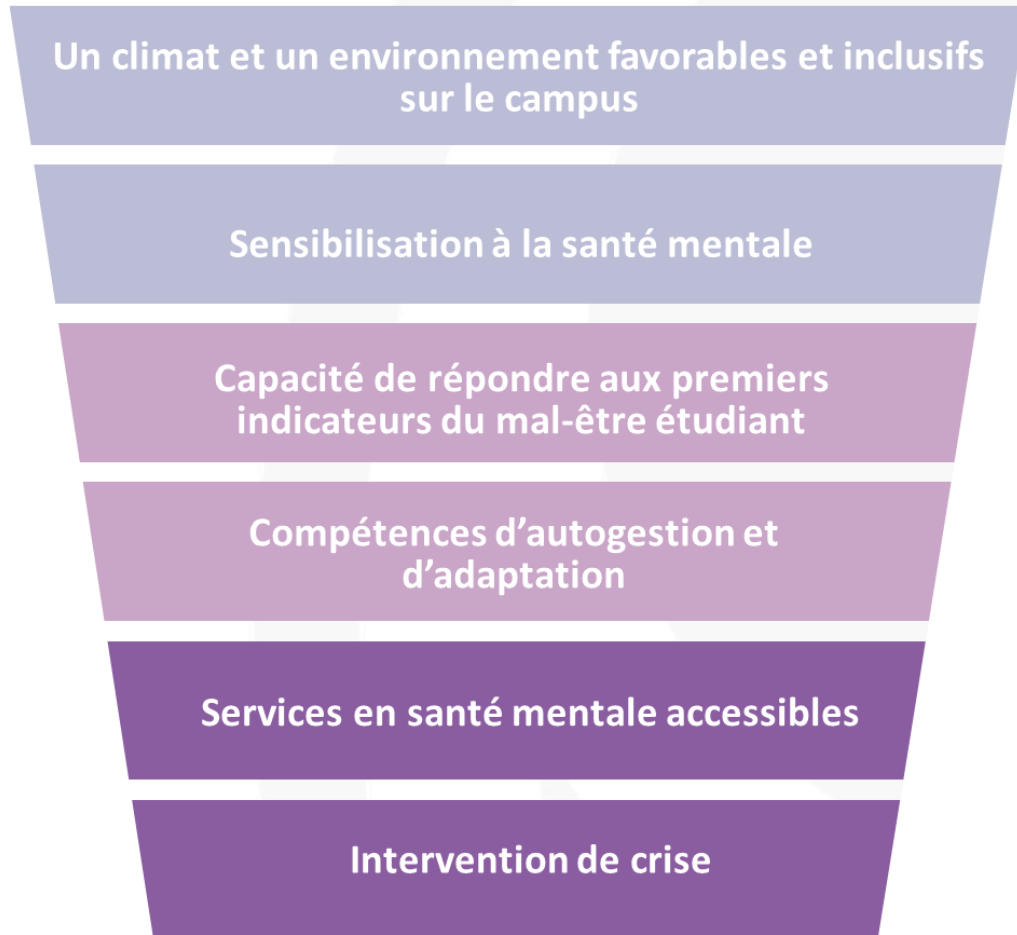 Un climat et un environnement favorables et inclusifs
sur le campus
Sensibilisation à la santé mentale
Capacité de répondre aux premiers
indicateurs du mal-être étudiant
Compétences d’autogestion et
d’adaptation
Services en santé mentale accessibles
Intervention de crise